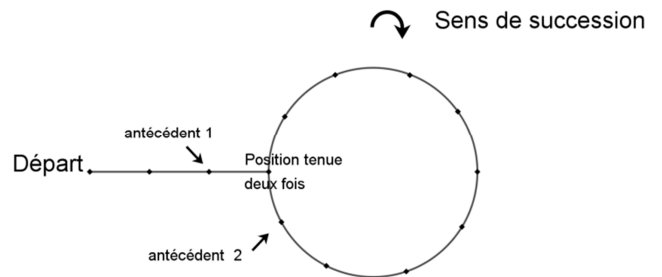 Sens de succession
antécédent 1
Départ
Position tenue
deux fois
antécédent 2